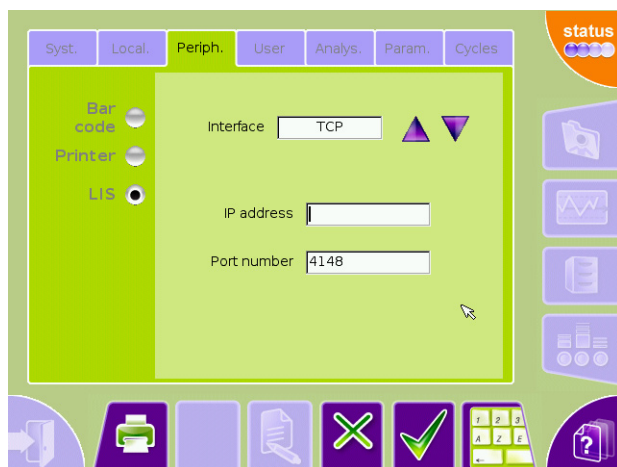 status
Syst.
Local.
Periph.
User
Analys.
Param.
Cycles
Bar
code
Printer
LIS
Interface TCP
IP address
Port number 4148
1 2 3
A Z E
?